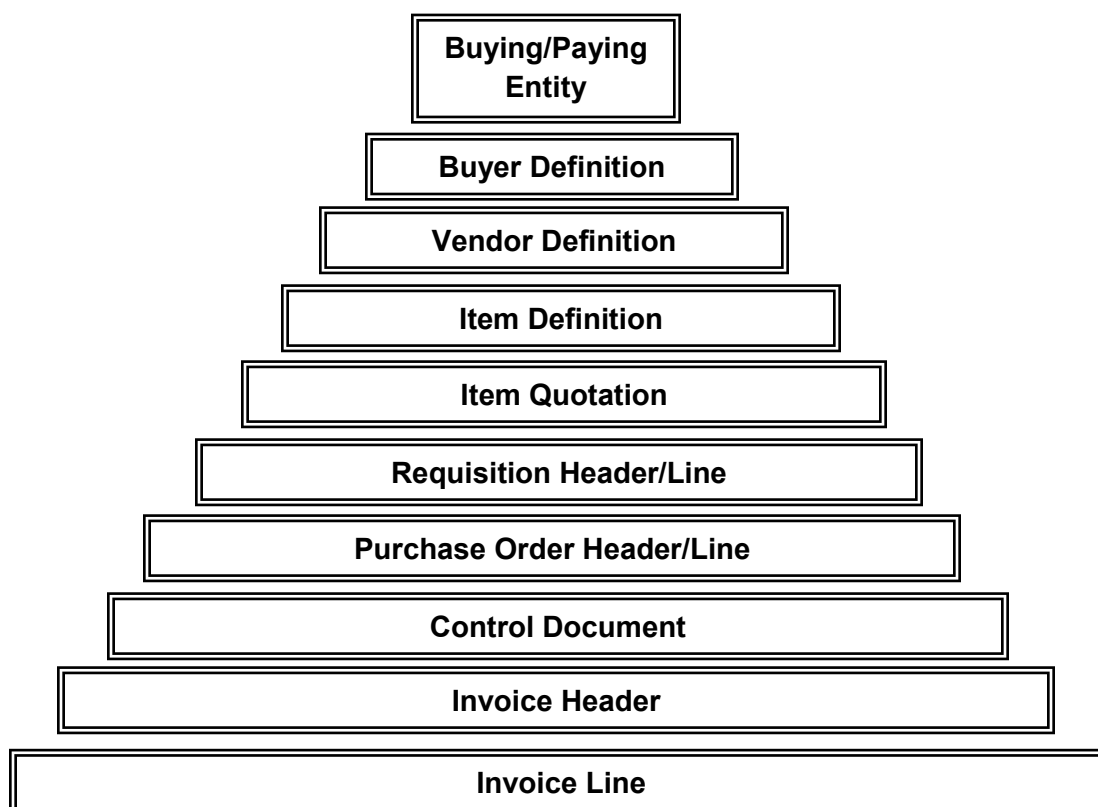 Buying/Paying
Entity
Buyer Definition
Vendor Definition
Item Definition
Item Quotation
Requisition Header/Line
Purchase Order Header/Line
Control Document
Invoice Header
Invoice Line